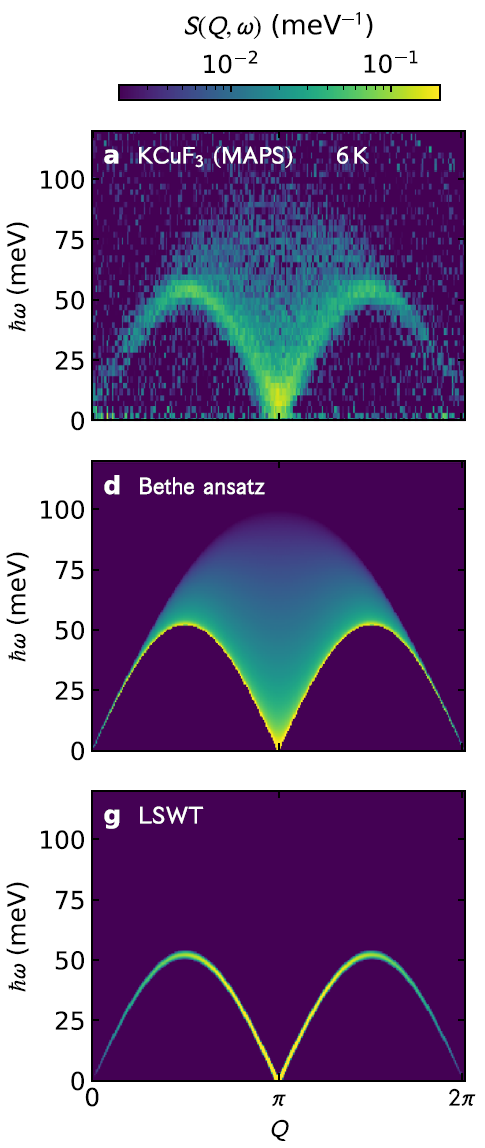 S(Q, ω) (meV⁻¹)
10⁻² 10⁻¹
a KCuF₃ (MAPS) 6 K
100
75
50
25
0
ħω (meV)
d Bethe ansatz
100
75
50
25
0
ħω (meV)
g LSWT
100
75
50
25
0
ħω (meV)
0 π 2π
Q